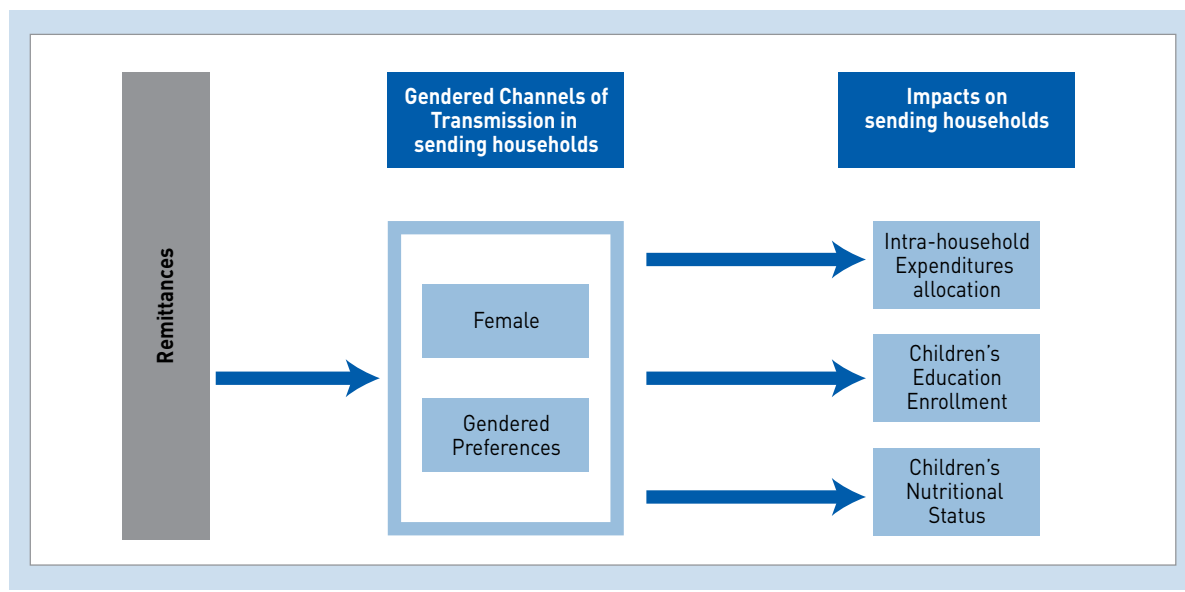 Remittances
Gendered Channels of
Transmission in
sending households
Female
Gendered
Preferences
Impacts on
sending households
Intra-household
Expenditures
allocation
Children’s
Education
Enrollment
Children’s
Nutritional
Status